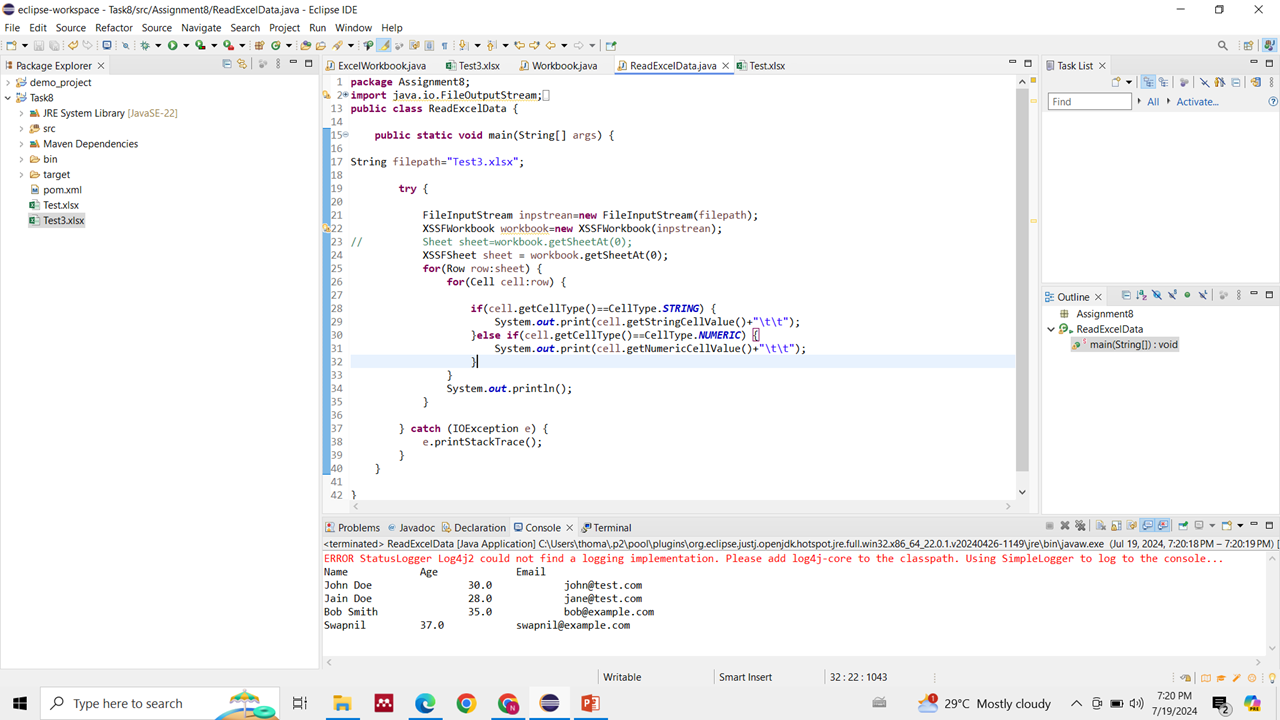 eclipse-workspace - Task8/src/Assignment8/ReadExcelData.java - Eclipse IDE
File Edit Source Refactor Source Navigate Search Project Run Window Help
Package Explorer
demo_project
Task8
JRE System Library [JavaSE-22]
src
Maven Dependencies
bin
target
pom.xml
Test.xlsx
Test3.xlsx
ExcelWorkbook.java Test3.xlsx Workbook.java ReadExcelData.java Test.xlsx
1 package Assignment8;
2 import java.io.FileOutputStream;
13 public class ReadExcelData {
14
15 public static void main(String[] args) {
16
17 String filepath="Test3.xlsx";
18
19 try {
20
21 FileInputStream inpstrean=new FileInputStream(filepath);
22 XSSFWorkbook workbook=new XSSFWorkbook(inpstrean);
23 // Sheet sheet=workbook.getSheetAt(0);
24 XSSFSheet sheet = workbook.getSheetAt(0);
25 for(Row row:sheet) {
26 for(Cell cell:row) {
27
28 if(cell.getCellType()==CellType.STRING) {
29 System.out.print(cell.getStringCellValue()+"\t\t");
30 }else if(cell.getCellType()==CellType.NUMERIC) {
31 System.out.print(cell.getNumericCellValue()+"\t\t");
32 }
33 }
34 System.out.println();
35 }
36
37 } catch (IOException e) {
38 e.printStackTrace();
39 }
40 }
41
42 }
Task List
Find All Activate...
Outline
Assignment8
ReadExcelData
main(String[]) : void
Problems Javadoc Declaration Console Terminal
<terminated> ReadExcelData [Java Application] C:\Users\thoma\.p2\pool\plugins\org.eclipse.justj.openjdk.hotspot.jre.full.win32.x86_64_22.0.1.v20240426-1149\jre\bin\javaw.exe (Jul 19, 2024, 7:20:18 PM – 7:20:19 PM)
ERROR StatusLogger Log4j2 could not find a logging implementation. Please add log4j-core to the classpath. Using SimpleLogger to log to the console...
Name Age Email
John Doe 30.0 john@test.com
Jain Doe 28.0 jane@test.com
Bob Smith 35.0 bob@example.com
Swapnil 37.0 swapnil@example.com
Writable Smart Insert 32 : 22 : 1043
Type here to search
1
29°C Mostly cloudy
7:20 PM
7/19/2024
2